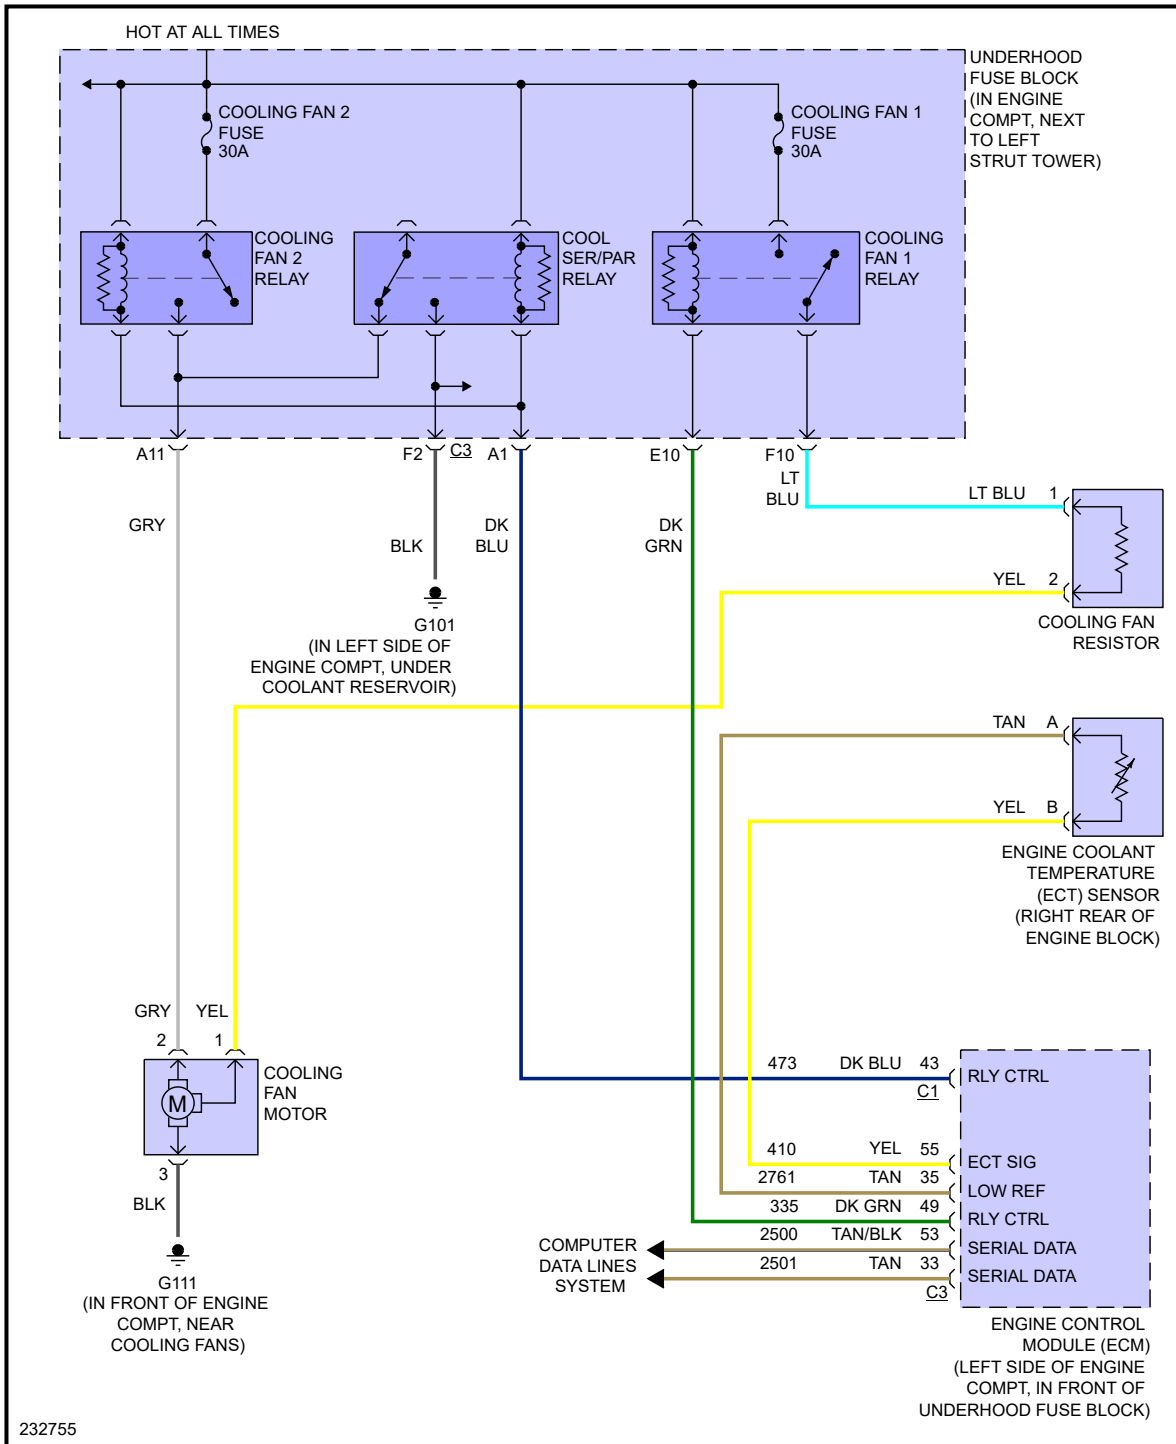 HOT AT ALL TIMES
UNDERHOOD
FUSE BLOCK
(IN ENGINE
COMPT, NEXT
TO LEFT
STRUT TOWER)
COOLING FAN 2
FUSE
30A
COOLING FAN 1
FUSE
30A
COOLING
FAN 2
RELAY
COOL
SER/PAR
RELAY
COOLING
FAN 1
RELAY
A11
F2
C3
A1
E10
F10
LT
BLU
GRY
BLK
DK
BLU
DK
GRN
LT BLU
1
YEL
2
COOLING FAN
RESISTOR
G101
(IN LEFT SIDE OF
ENGINE COMPT, UNDER
COOLANT RESERVOIR)
TAN
A
YEL
B
ENGINE COOLANT
TEMPERATURE
(ECT) SENSOR
(RIGHT REAR OF
ENGINE BLOCK)
GRY
YEL
2
1
M
COOLING
FAN
MOTOR
3
BLK
G111
(IN FRONT OF ENGINE
COMPT, NEAR
COOLING FANS)
473
DK BLU
43
RLY CTRL
C1
410
YEL
55
ECT SIG
2761
TAN
35
LOW REF
335
DK GRN
49
RLY CTRL
2500
TAN/BLK
53
SERIAL DATA
2501
TAN
33
SERIAL DATA
C3
COMPUTER
DATA LINES
SYSTEM
ENGINE CONTROL
MODULE (ECM)
(LEFT SIDE OF ENGINE
COMPT, IN FRONT OF
UNDERHOOD FUSE BLOCK)
232755